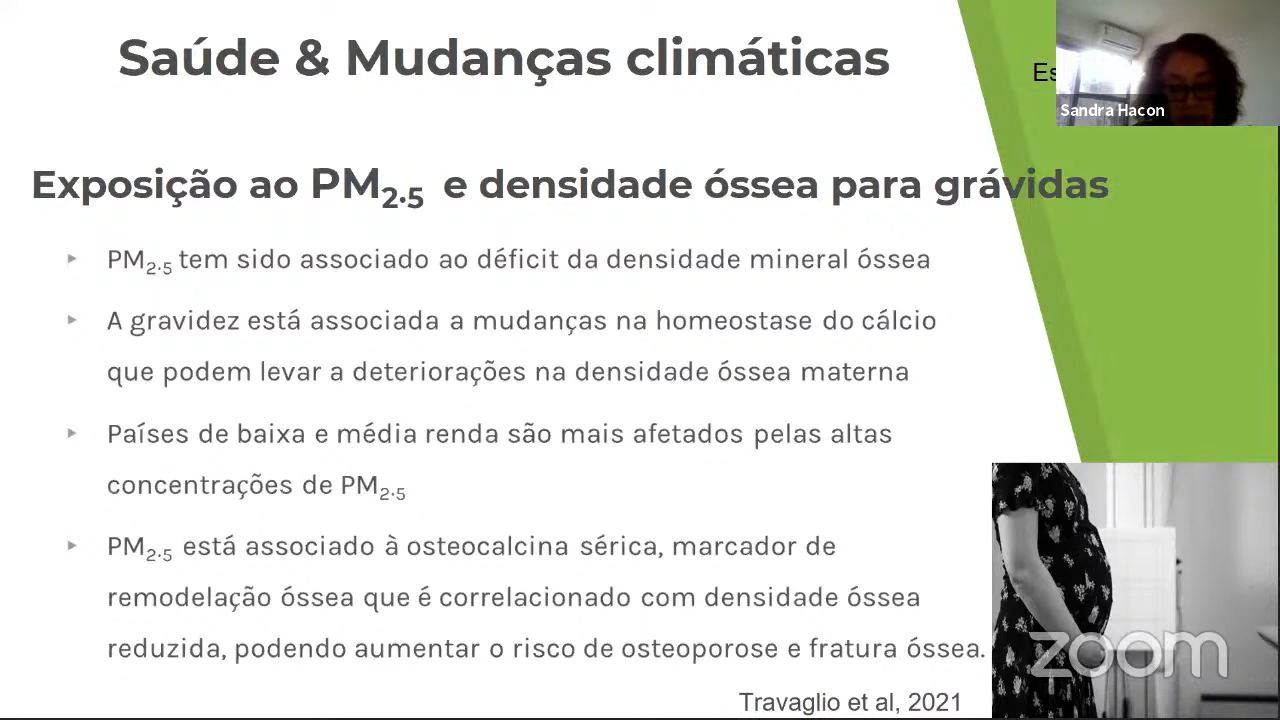 Saúde & Mudanças climáticas
Es
Sandra Hacon
Exposição ao PM2.5 e densidade óssea para grávidas
PM2.5 tem sido associado ao déficit da densidade mineral óssea
A gravidez está associada a mudanças na homeostase do cálcio
que podem levar a deteriorações na densidade óssea materna
Países de baixa e média renda são mais afetados pelas altas
concentrações de PM2.5
PM2.5 está associado à osteocalcina sérica, marcador de
remodelação óssea que é correlacionado com densidade óssea
reduzida, podendo aumentar o risco de osteoporose e fratura óssea.
zoom
Travaglio et al, 2021